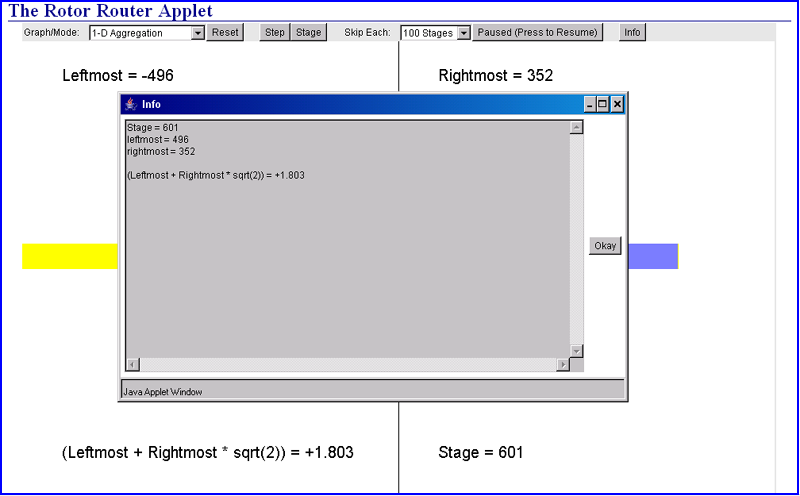 The Rotor Router Applet
Graph/Mode: 1-D Aggregation Reset Step Stage Skip Each: 100 Stages Paused (Press to Resume) Info
Leftmost = -496 Rightmost = 352
Info
Stage = 601
leftmost = 496
rightmost = 352
(Leftmost + Rightmost * sqrt(2)) = +1.803
Okay
Java Applet Window
(Leftmost + Rightmost * sqrt(2)) = +1.803 Stage = 601